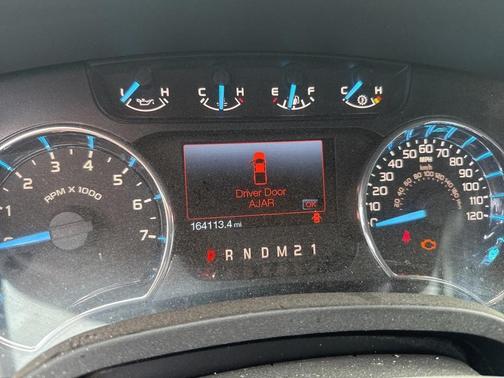 L H C H E F C H
1 2 3 4 5 6 7
RPM X 1000
Driver Door
AJAR
OK
164113.4 mi
P R N D M 2 1
0 10 20 30 40 50 60 70 80 90 100 110 120
MPH
km/h